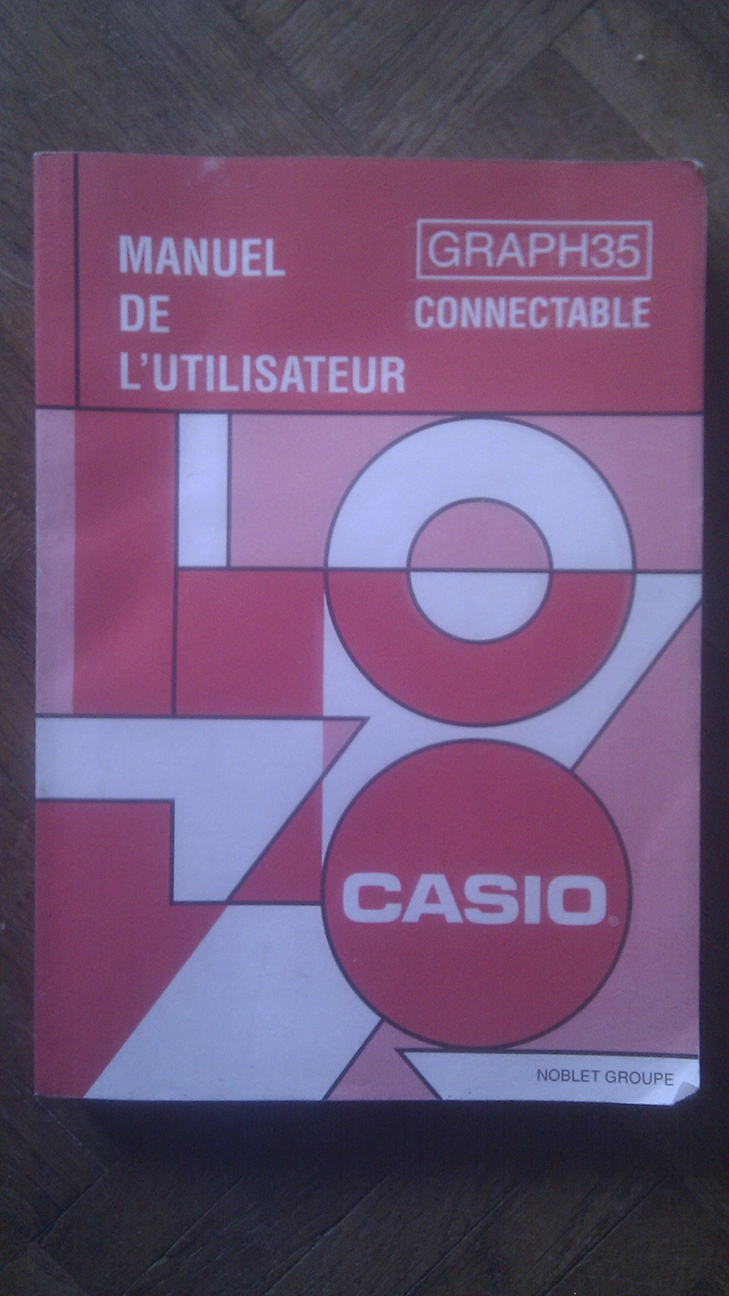 MANUEL
DE
L'UTILISATEUR
GRAPH35
CONNECTABLE
CASIO®
NOBLET GROUPE